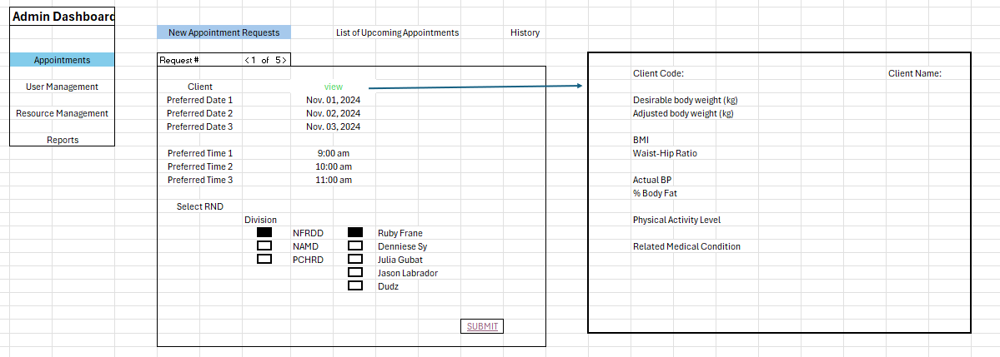 Admin Dashboard
Appointments
User Management
Resource Management
Reports
New Appointment Requests
List of Upcoming Appointments
History
Request # <1 of 5>
Client view
Preferred Date 1 Nov. 01, 2024
Preferred Date 2 Nov. 02, 2024
Preferred Date 3 Nov. 03, 2024
Preferred Time 1 9:00 am
Preferred Time 2 10:00 am
Preferred Time 3 11:00 am
Select RND
Division
NFRDD Ruby Frane
NAMD Denniese Sy
PCHRD Julia Gubat
Jason Labrador
Dudz
SUBMIT
Client Code: Client Name:
Desirable body weight (kg)
Adjusted body weight (kg)
BMI
Waist-Hip Ratio
Actual BP
% Body Fat
Physical Activity Level
Related Medical Condition